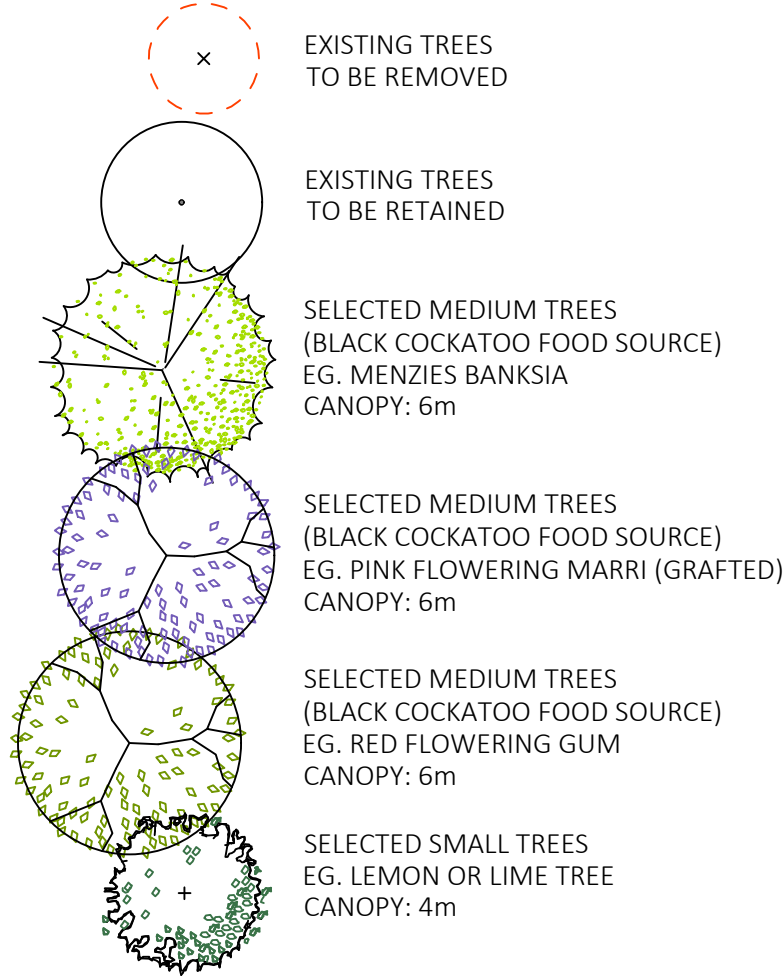 EXISTING TREES
TO BE REMOVED
EXISTING TREES
TO BE RETAINED
SELECTED MEDIUM TREES
(BLACK COCKATOO FOOD SOURCE)
EG. MENZIES BANKSIA
CANOPY: 6m
SELECTED MEDIUM TREES
(BLACK COCKATOO FOOD SOURCE)
EG. PINK FLOWERING MARRI (GRAFTED)
CANOPY: 6m
SELECTED MEDIUM TREES
(BLACK COCKATOO FOOD SOURCE)
EG. RED FLOWERING GUM
CANOPY: 6m
SELECTED SMALL TREES
EG. LEMON OR LIME TREE
CANOPY: 4m